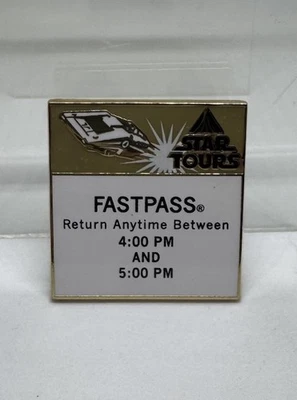 STAR
TOURS
FASTPASS®
Return Anytime Between
4:00 PM
AND
5:00 PM